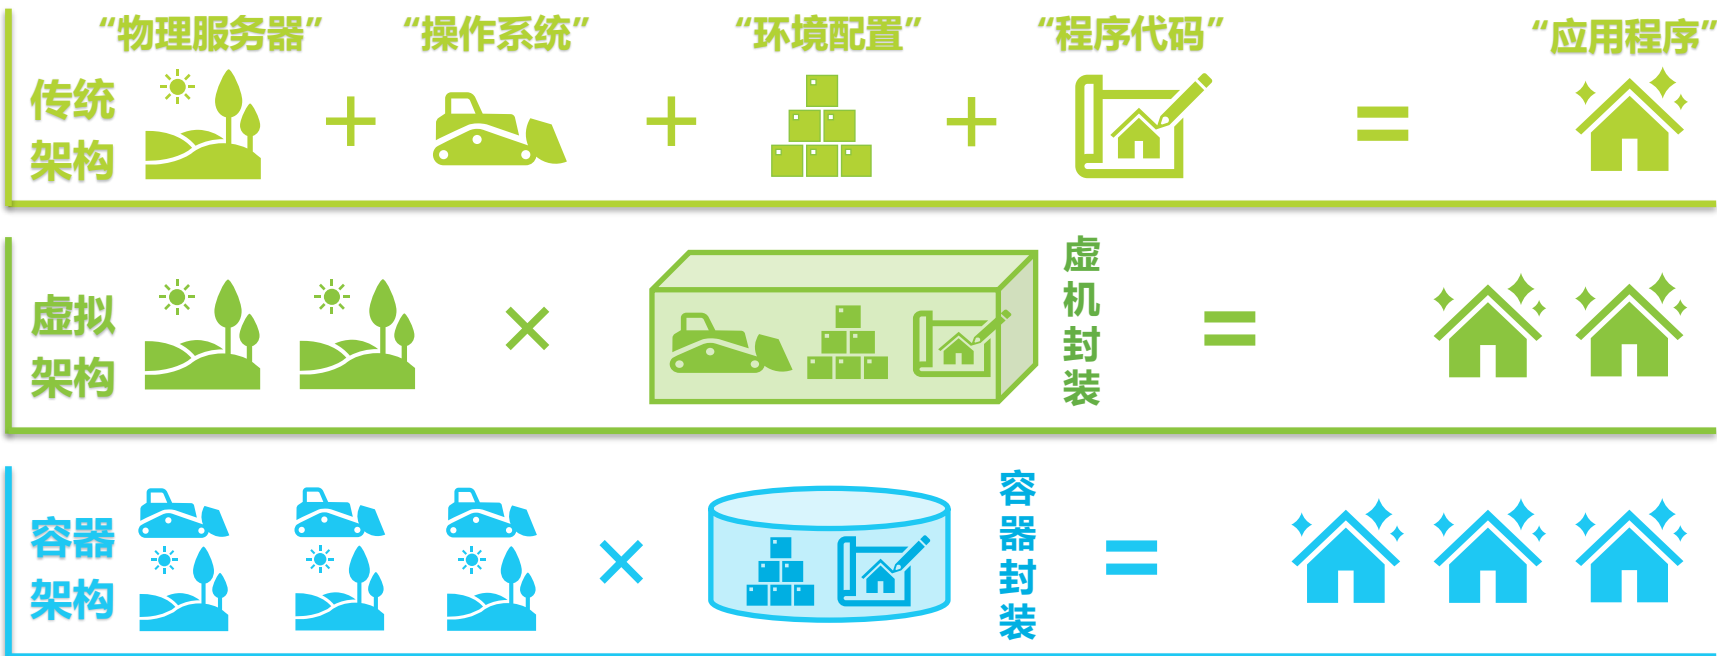 “物理服务器” “操作系统” “环境配置” “程序代码” “应用程序”
传统
架构
虚拟
架构
虚机封装
容器
架构
容器封装